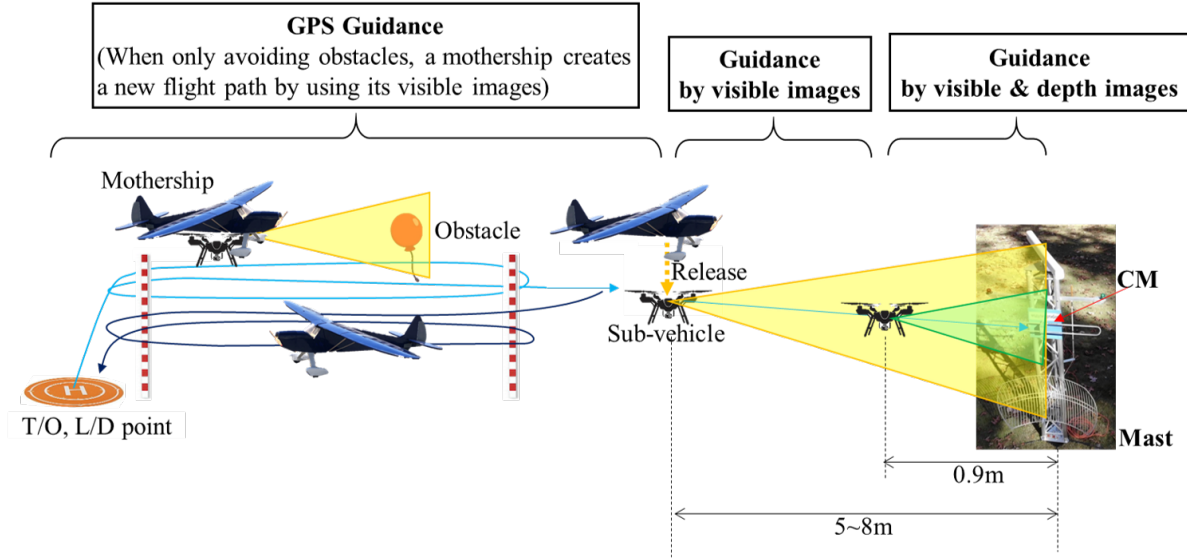 GPS Guidance
(When only avoiding obstacles, a mothership creates
a new flight path by using its visible images)
Guidance
by visible images
Guidance
by visible & depth images
Mothership
Obstacle
Release
CM
Sub-vehicle
H
T/O, L/D point
Mast
0.9m
5~8m